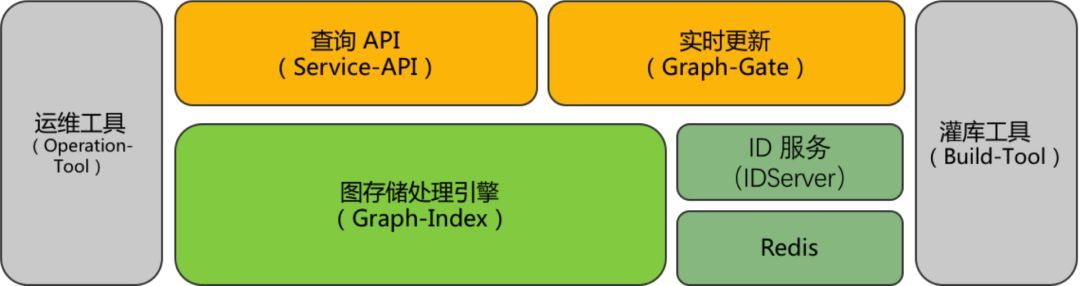 运维工具
（Operation-
Tool）
查询 API
（Service-API）
实时更新
（Graph-Gate）
图存储处理引擎
（Graph-Index）
ID 服务
（IDServer）
Redis
灌库工具
（Build-Tool）